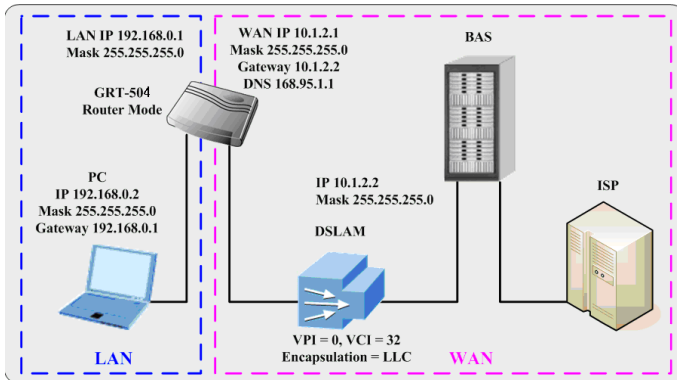 LAN IP 192.168.0.1
Mask 255.255.255.0
GRT-504
Router Mode
WAN IP 10.1.2.1
Mask 255.255.255.0
Gateway 10.1.2.2
DNS 168.95.1.1
BAS
PC
IP 192.168.0.2
Mask 255.255.255.0
Gateway 192.168.0.1
IP 10.1.2.2
Mask 255.255.255.0
DSLAM
ISP
VPI = 0, VCI = 32
Encapsulation = LLC
LAN
WAN